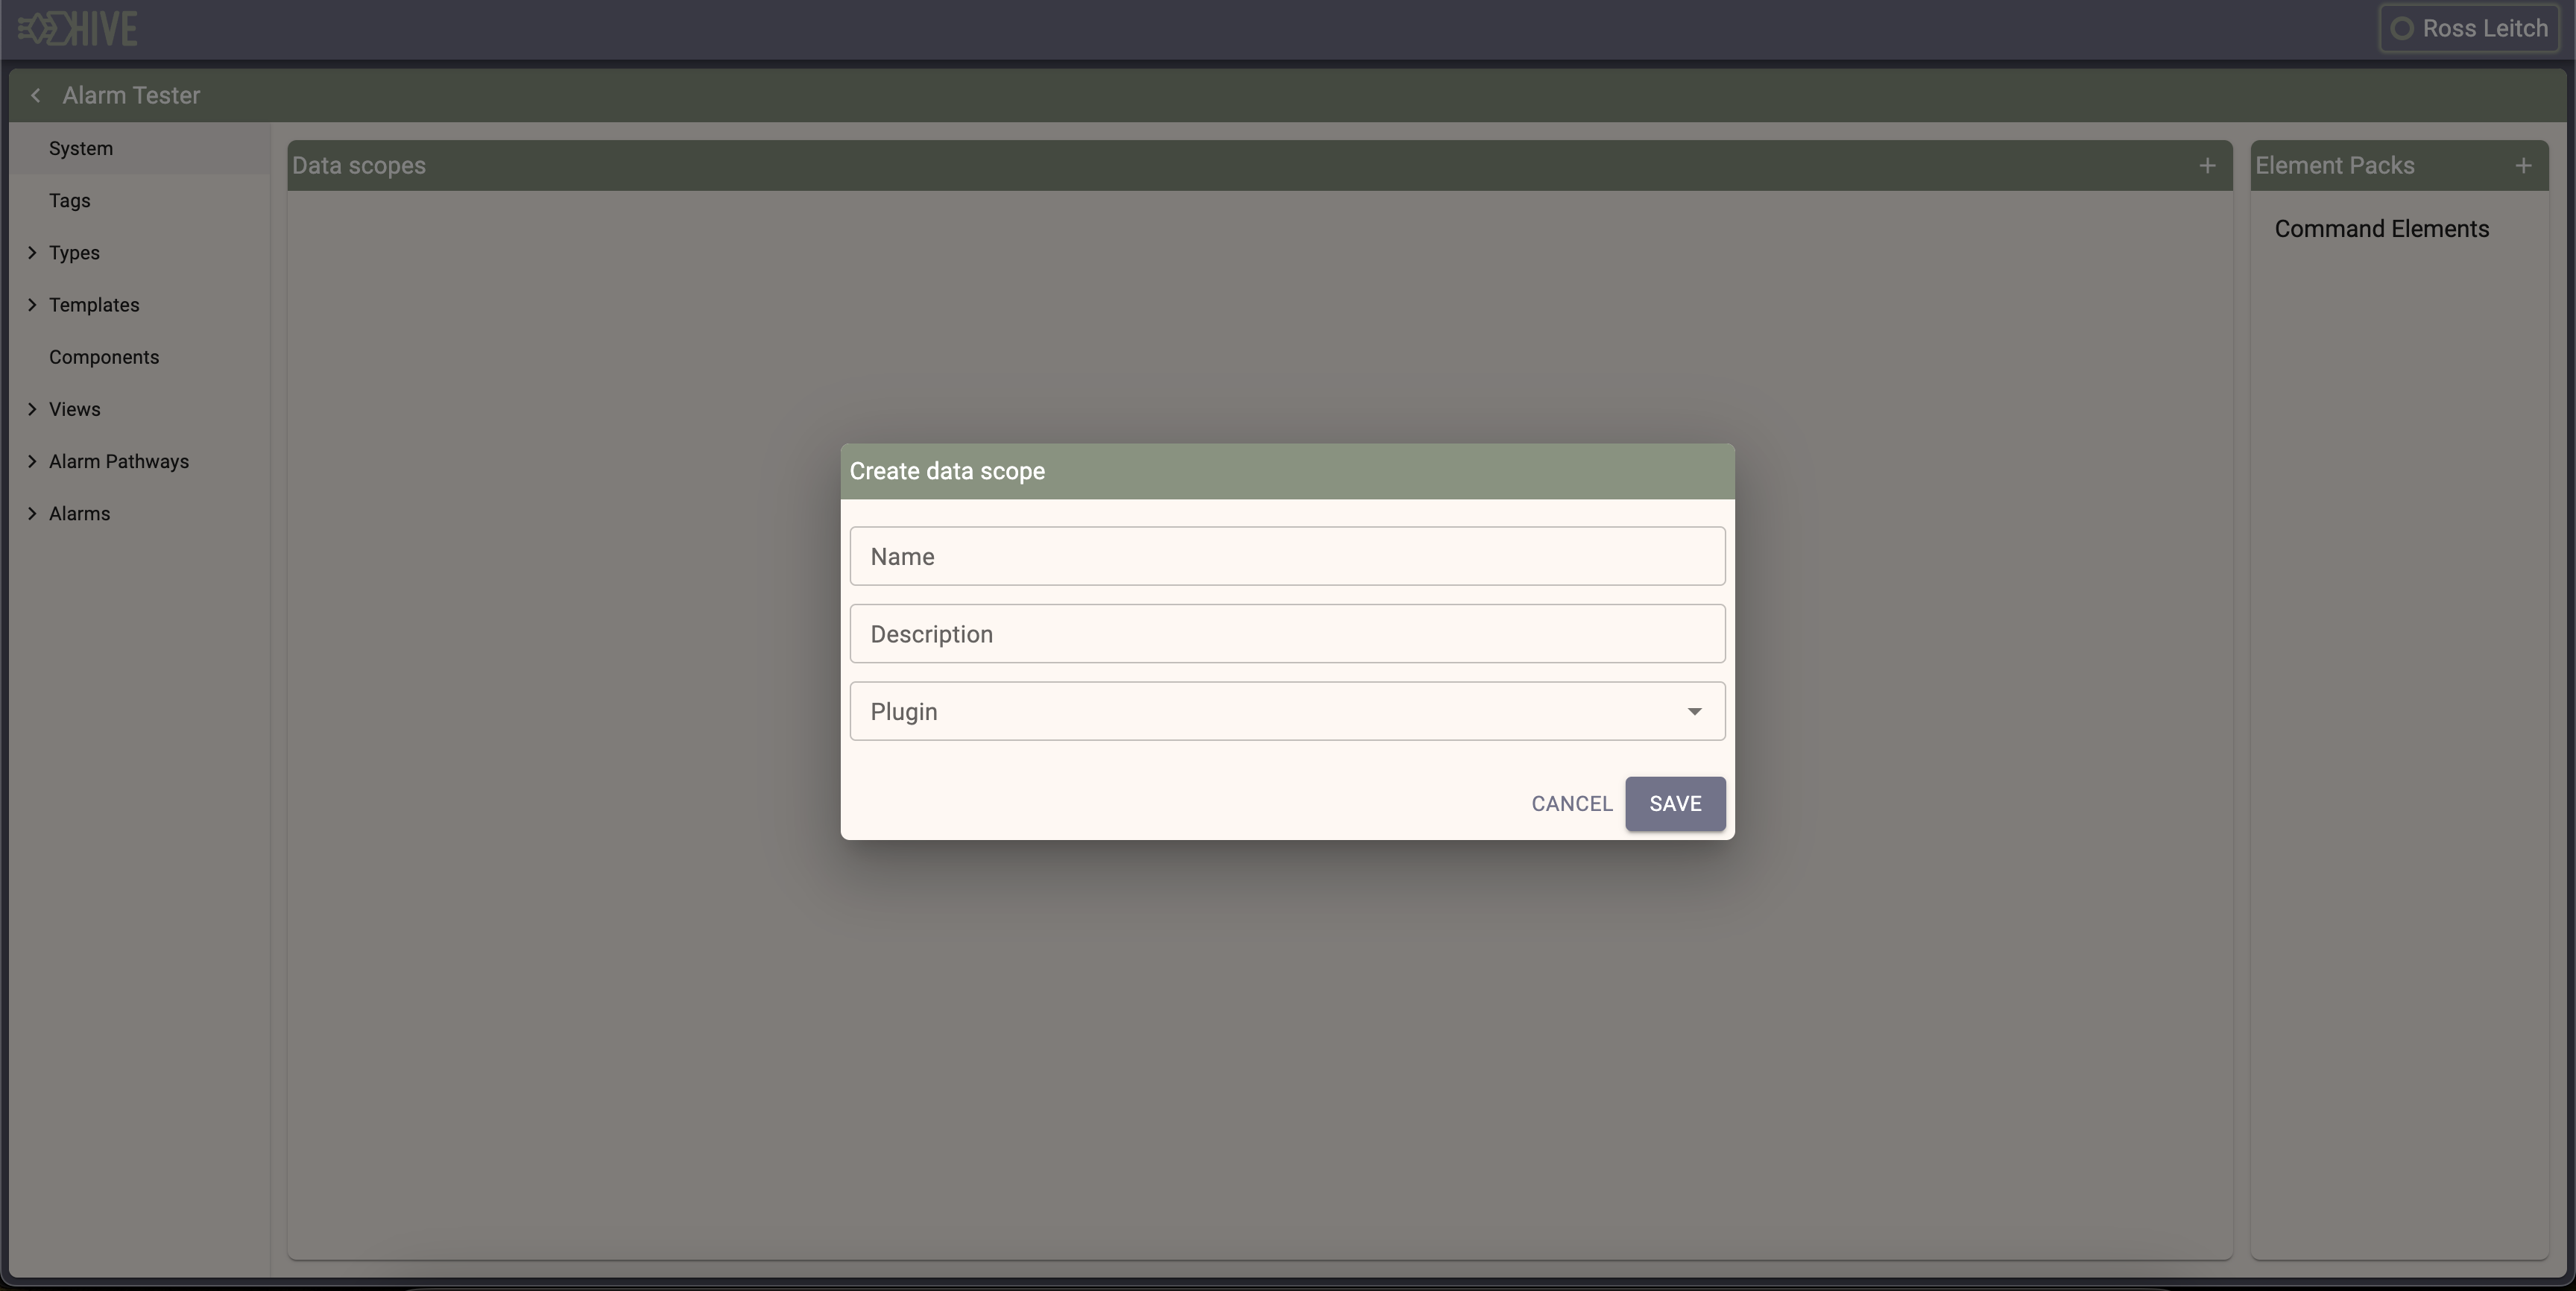 HIVE
Ross Leitch
Alarm Tester
System
Tags
Types
Templates
Components
Views
Alarm Pathways
Alarms
Data scopes
Element Packs
Command Elements
Create data scope
Name
Description
Plugin
CANCEL
SAVE